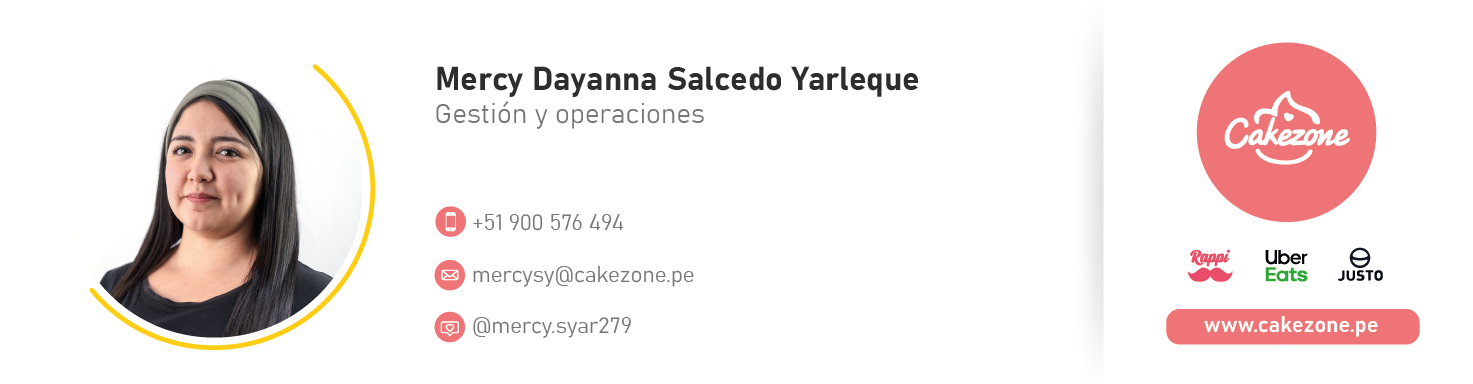 Mercy Dayanna Salcedo Yarleque
Gestión y operaciones
+51 900 576 494
mercysy@cakezone.pe
@mercy.syar279
Cakezone
Rappi
Uber
Eats
JUSTO
www.cakezone.pe